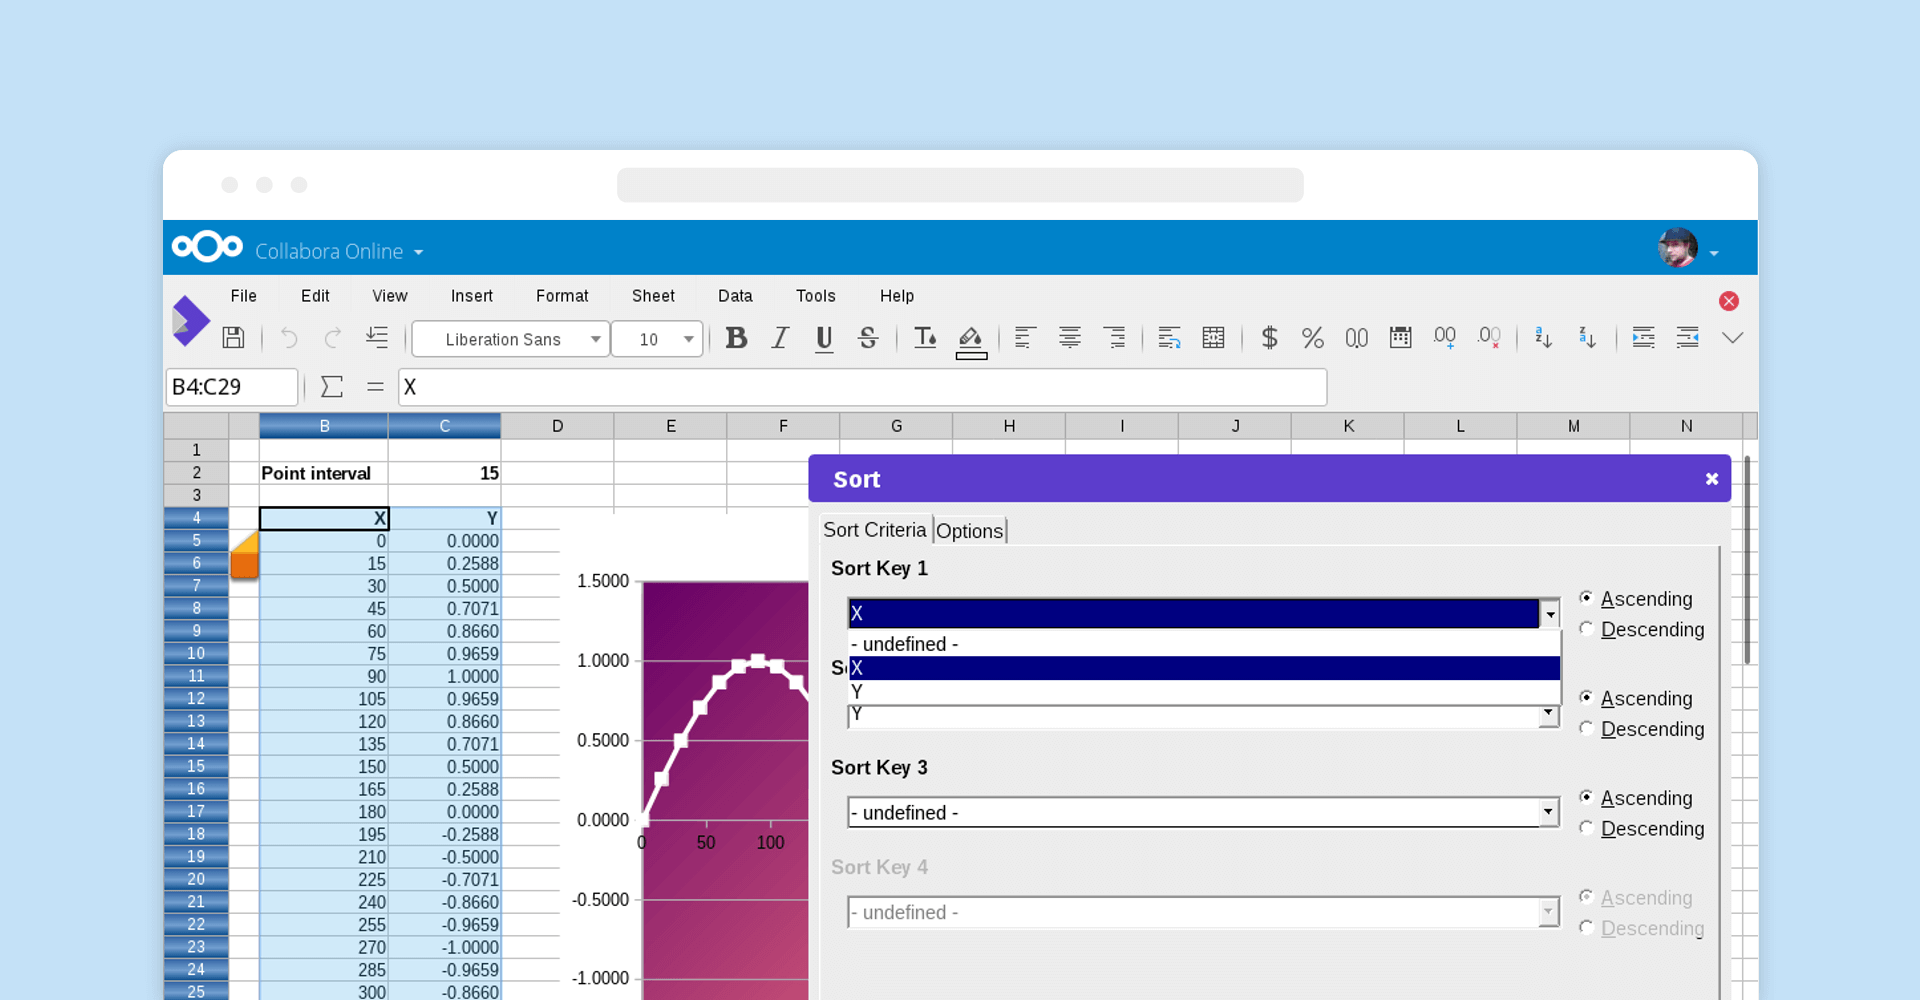 Collabora Online
File Edit View Insert Format Sheet Data Tools Help
Liberation Sans 10 B I U S T $ % 0.0 .00 .00 a z z a
B4:C29 Σ = X
B C D E F G H I J K L M N
1
2 Point interval 15
3
4 X Y
5 0 0.0000
6 15 0.2588
7 30 0.5000
8 45 0.7071
9 60 0.8660
10 75 0.9659
11 90 1.0000
12 105 0.9659
13 120 0.8660
14 135 0.7071
15 150 0.5000
16 165 0.2588
17 180 0.0000
18 195 -0.2588
19 210 -0.5000
20 225 -0.7071
21 240 -0.8660
22 255 -0.9659
23 270 -1.0000
24 285 -0.9659
25 300 -0.8660
1.5000
1.0000
0.5000
0.0000
0 50 100
-0.5000
-1.0000
Sort
Sort Criteria Options
Sort Key 1
X
Ascending
Descending
- undefined -
X
Y
Y
Ascending
Descending
Sort Key 3
- undefined -
Ascending
Descending
Sort Key 4
- undefined -
Ascending
Descending